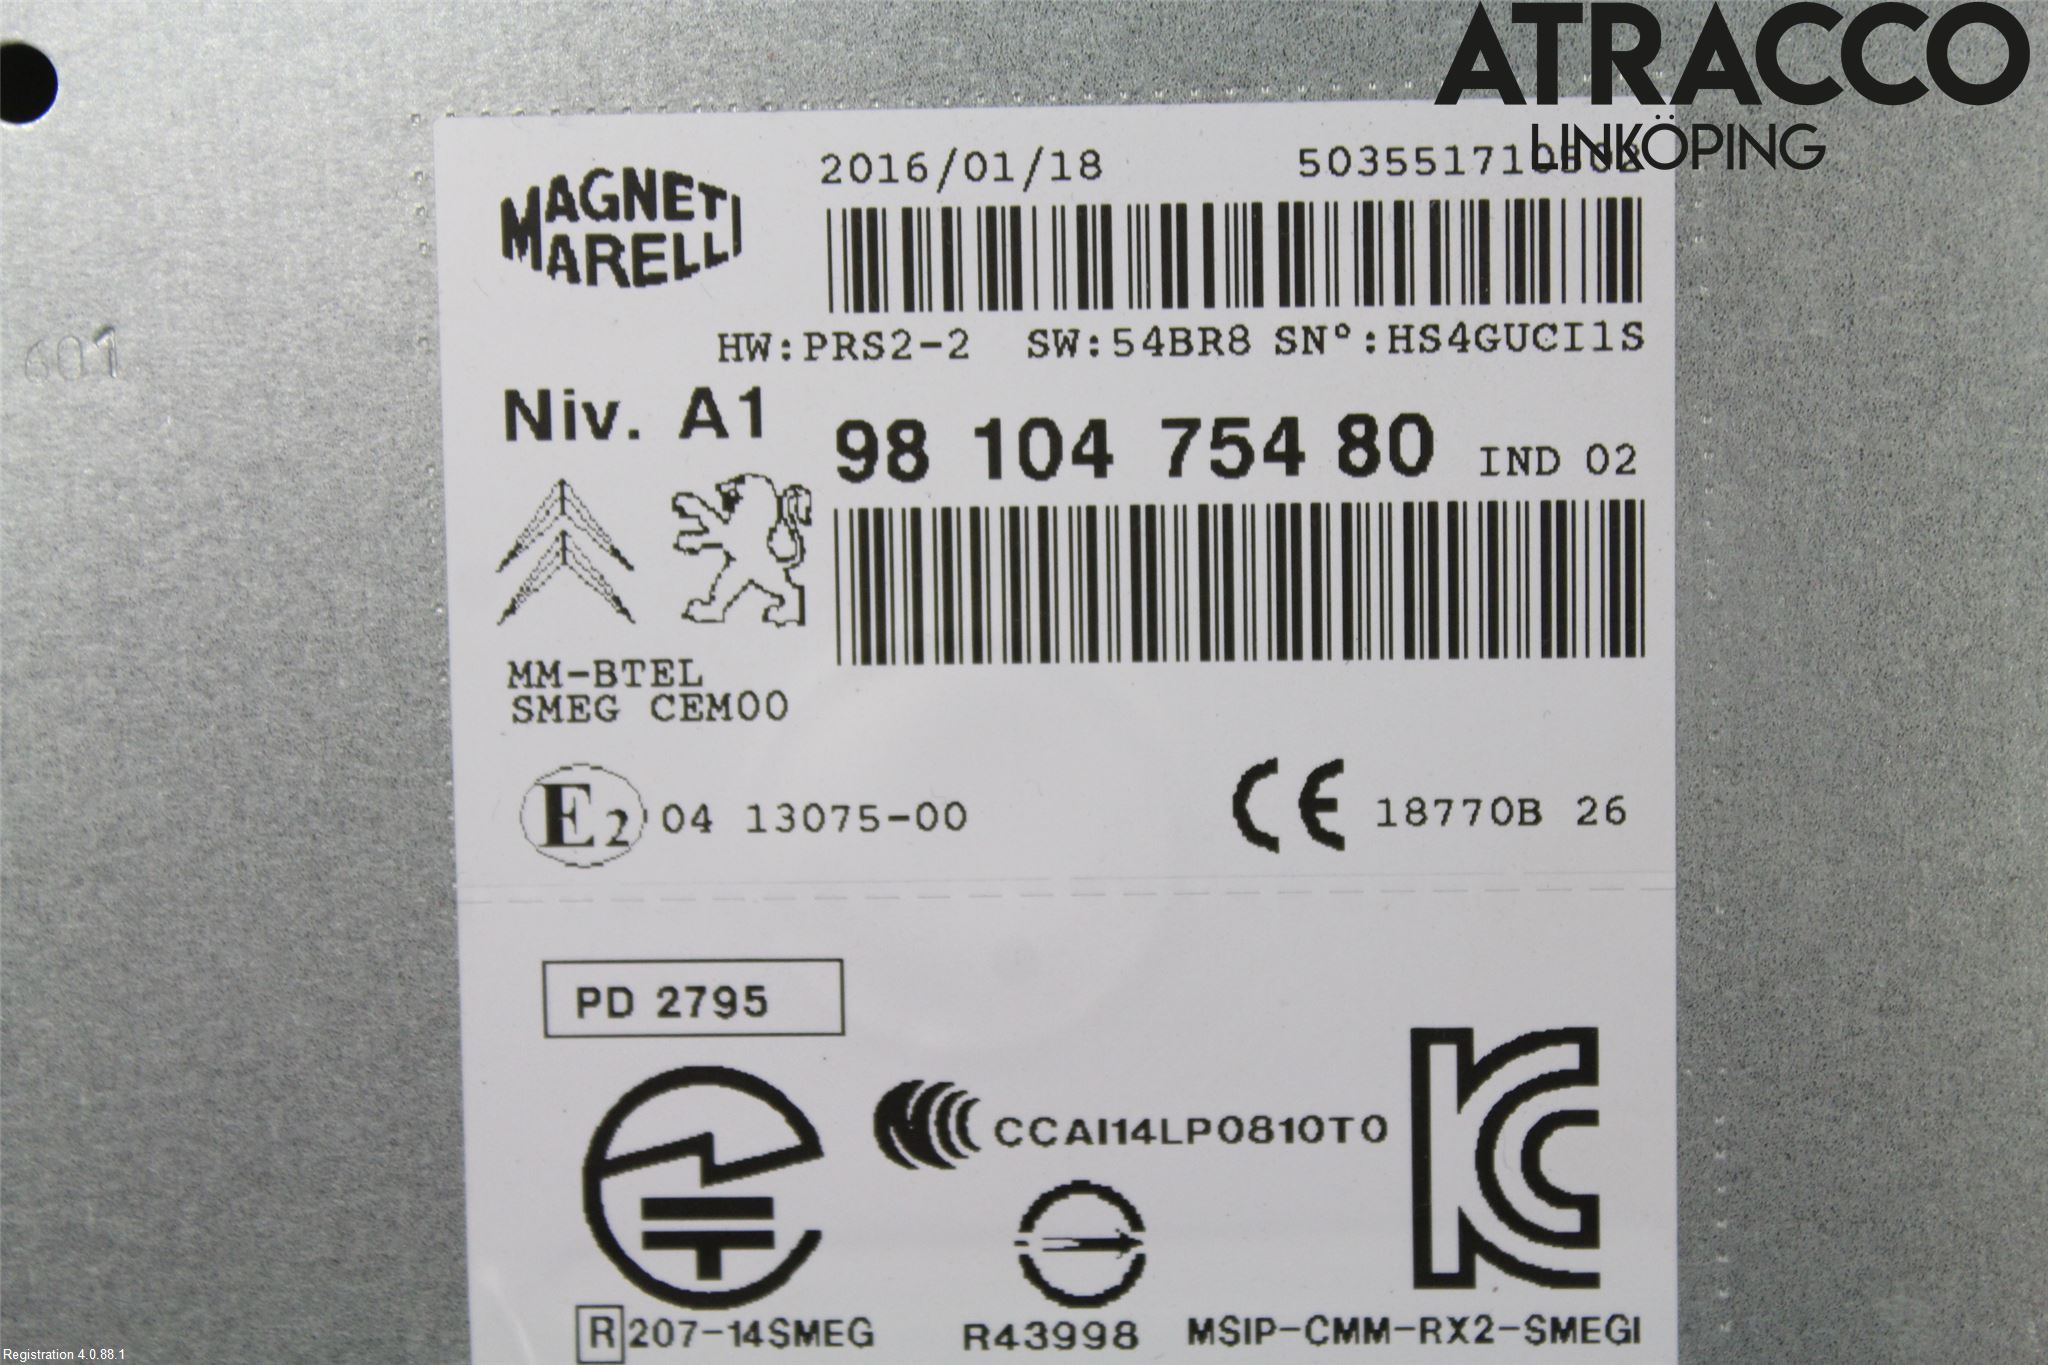 ATRACCO
LINKÖPING
MAGNETI
MARELLI
2016/01/18
HW:PRS2-2 SW:54BR8 SN°:HS4GUCI1S
Niv. A1
98 104 754 80 IND 02
MM-BTEL
SMEG CEM00
E2 04 13075-00
CE 18770B 26
601
PD 2795
CCAI14LP0810T0
KC
R 207-14SMEG
R43998
MSIP-CMM-RX2-SMEGI
Registration 4.0.88.1